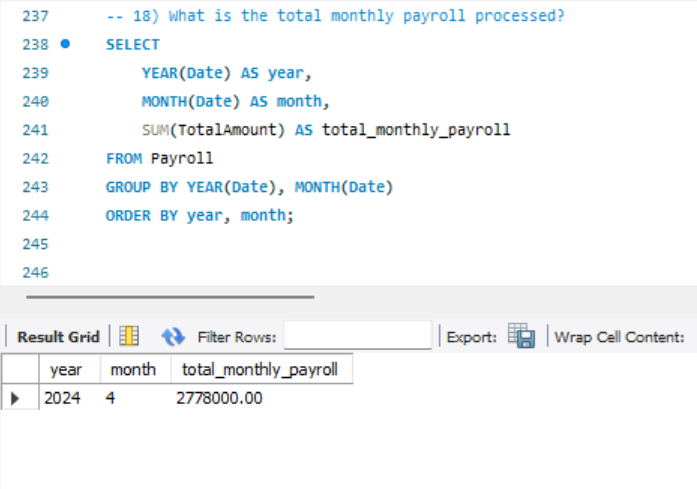 237 -- 18) What is the total monthly payroll processed?
238 SELECT
239 YEAR(Date) AS year,
240 MONTH(Date) AS month,
241 SUM(TotalAmount) AS total_monthly_payroll
242 FROM Payroll
243 GROUP BY YEAR(Date), MONTH(Date)
244 ORDER BY year, month;
245
246
Result Grid Filter Rows: Export: Wrap Cell Content:
year month total_monthly_payroll
2024 4 2778000.00